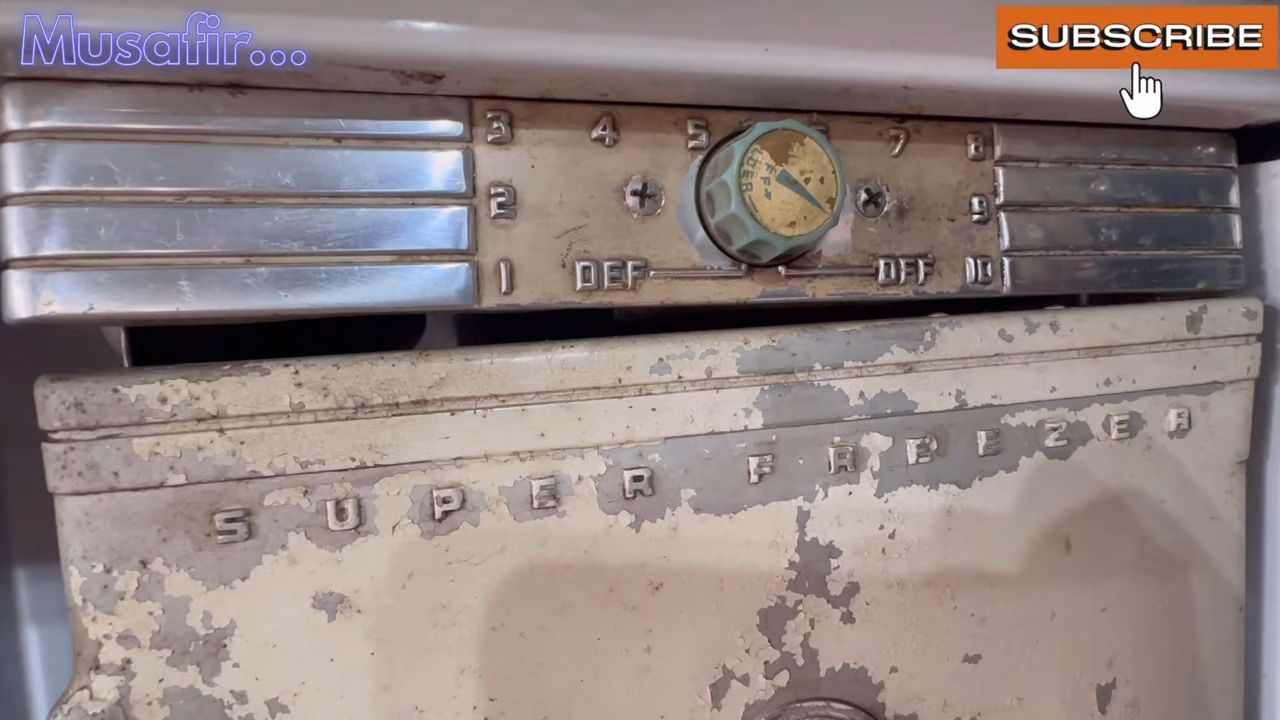 Musafir...
SUBSCRIBE
3 4 5 7 8
2 9
1 DEF OFF 10
SUPER FREEZER